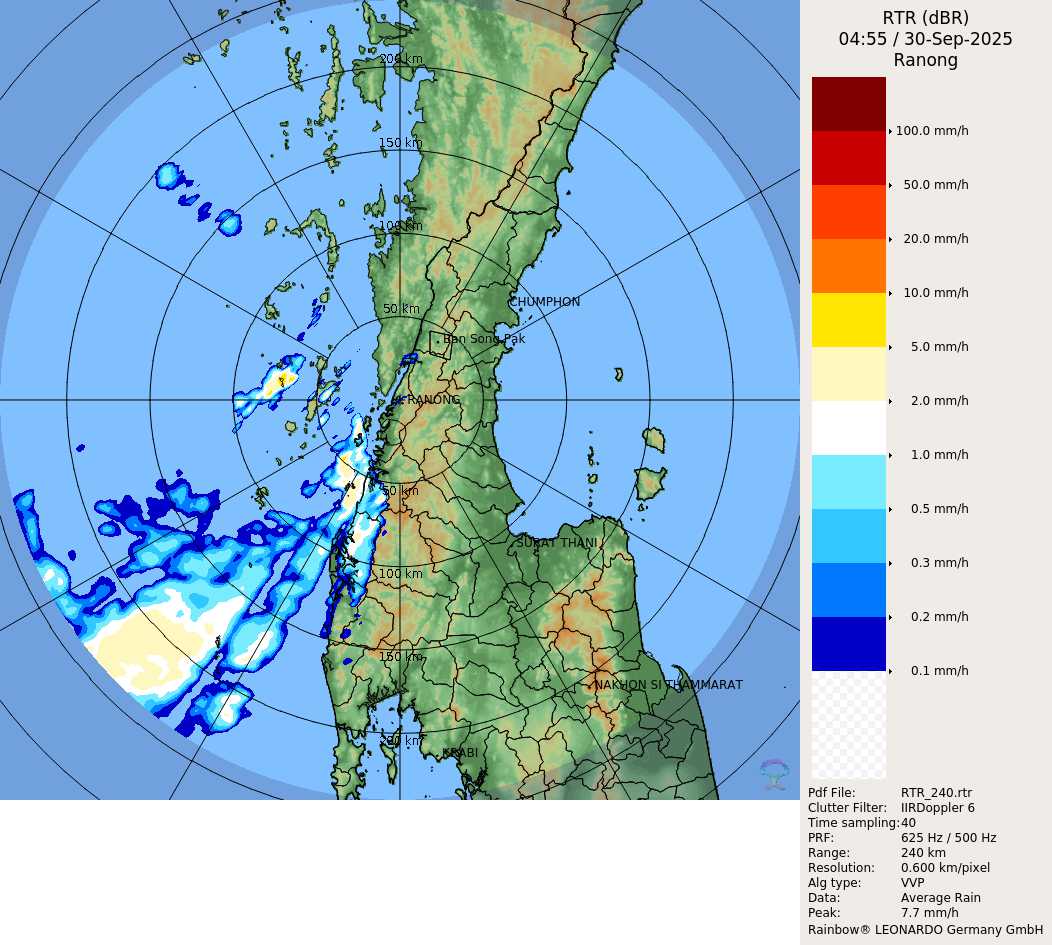 RTR (dBR)
04:55 / 30-Sep-2025
Ranong
200 km
150 km
100 km
50 km
CHUMPHON
Ban Song Pak
RANONG
50 km
SURAT THANI
100 km
150 km
NAKHON SI THAMMARAT
200 km
KRABI
100.0 mm/h
50.0 mm/h
20.0 mm/h
10.0 mm/h
5.0 mm/h
2.0 mm/h
1.0 mm/h
0.5 mm/h
0.3 mm/h
0.2 mm/h
0.1 mm/h
Pdf File: RTR_240.rtr
Clutter Filter: IIRDoppler 6
Time sampling:40
PRF: 625 Hz / 500 Hz
Range: 240 km
Resolution: 0.600 km/pixel
Alg type: VVP
Data: Average Rain
Peak: 7.7 mm/h
Rainbow® LEONARDO Germany GmbH